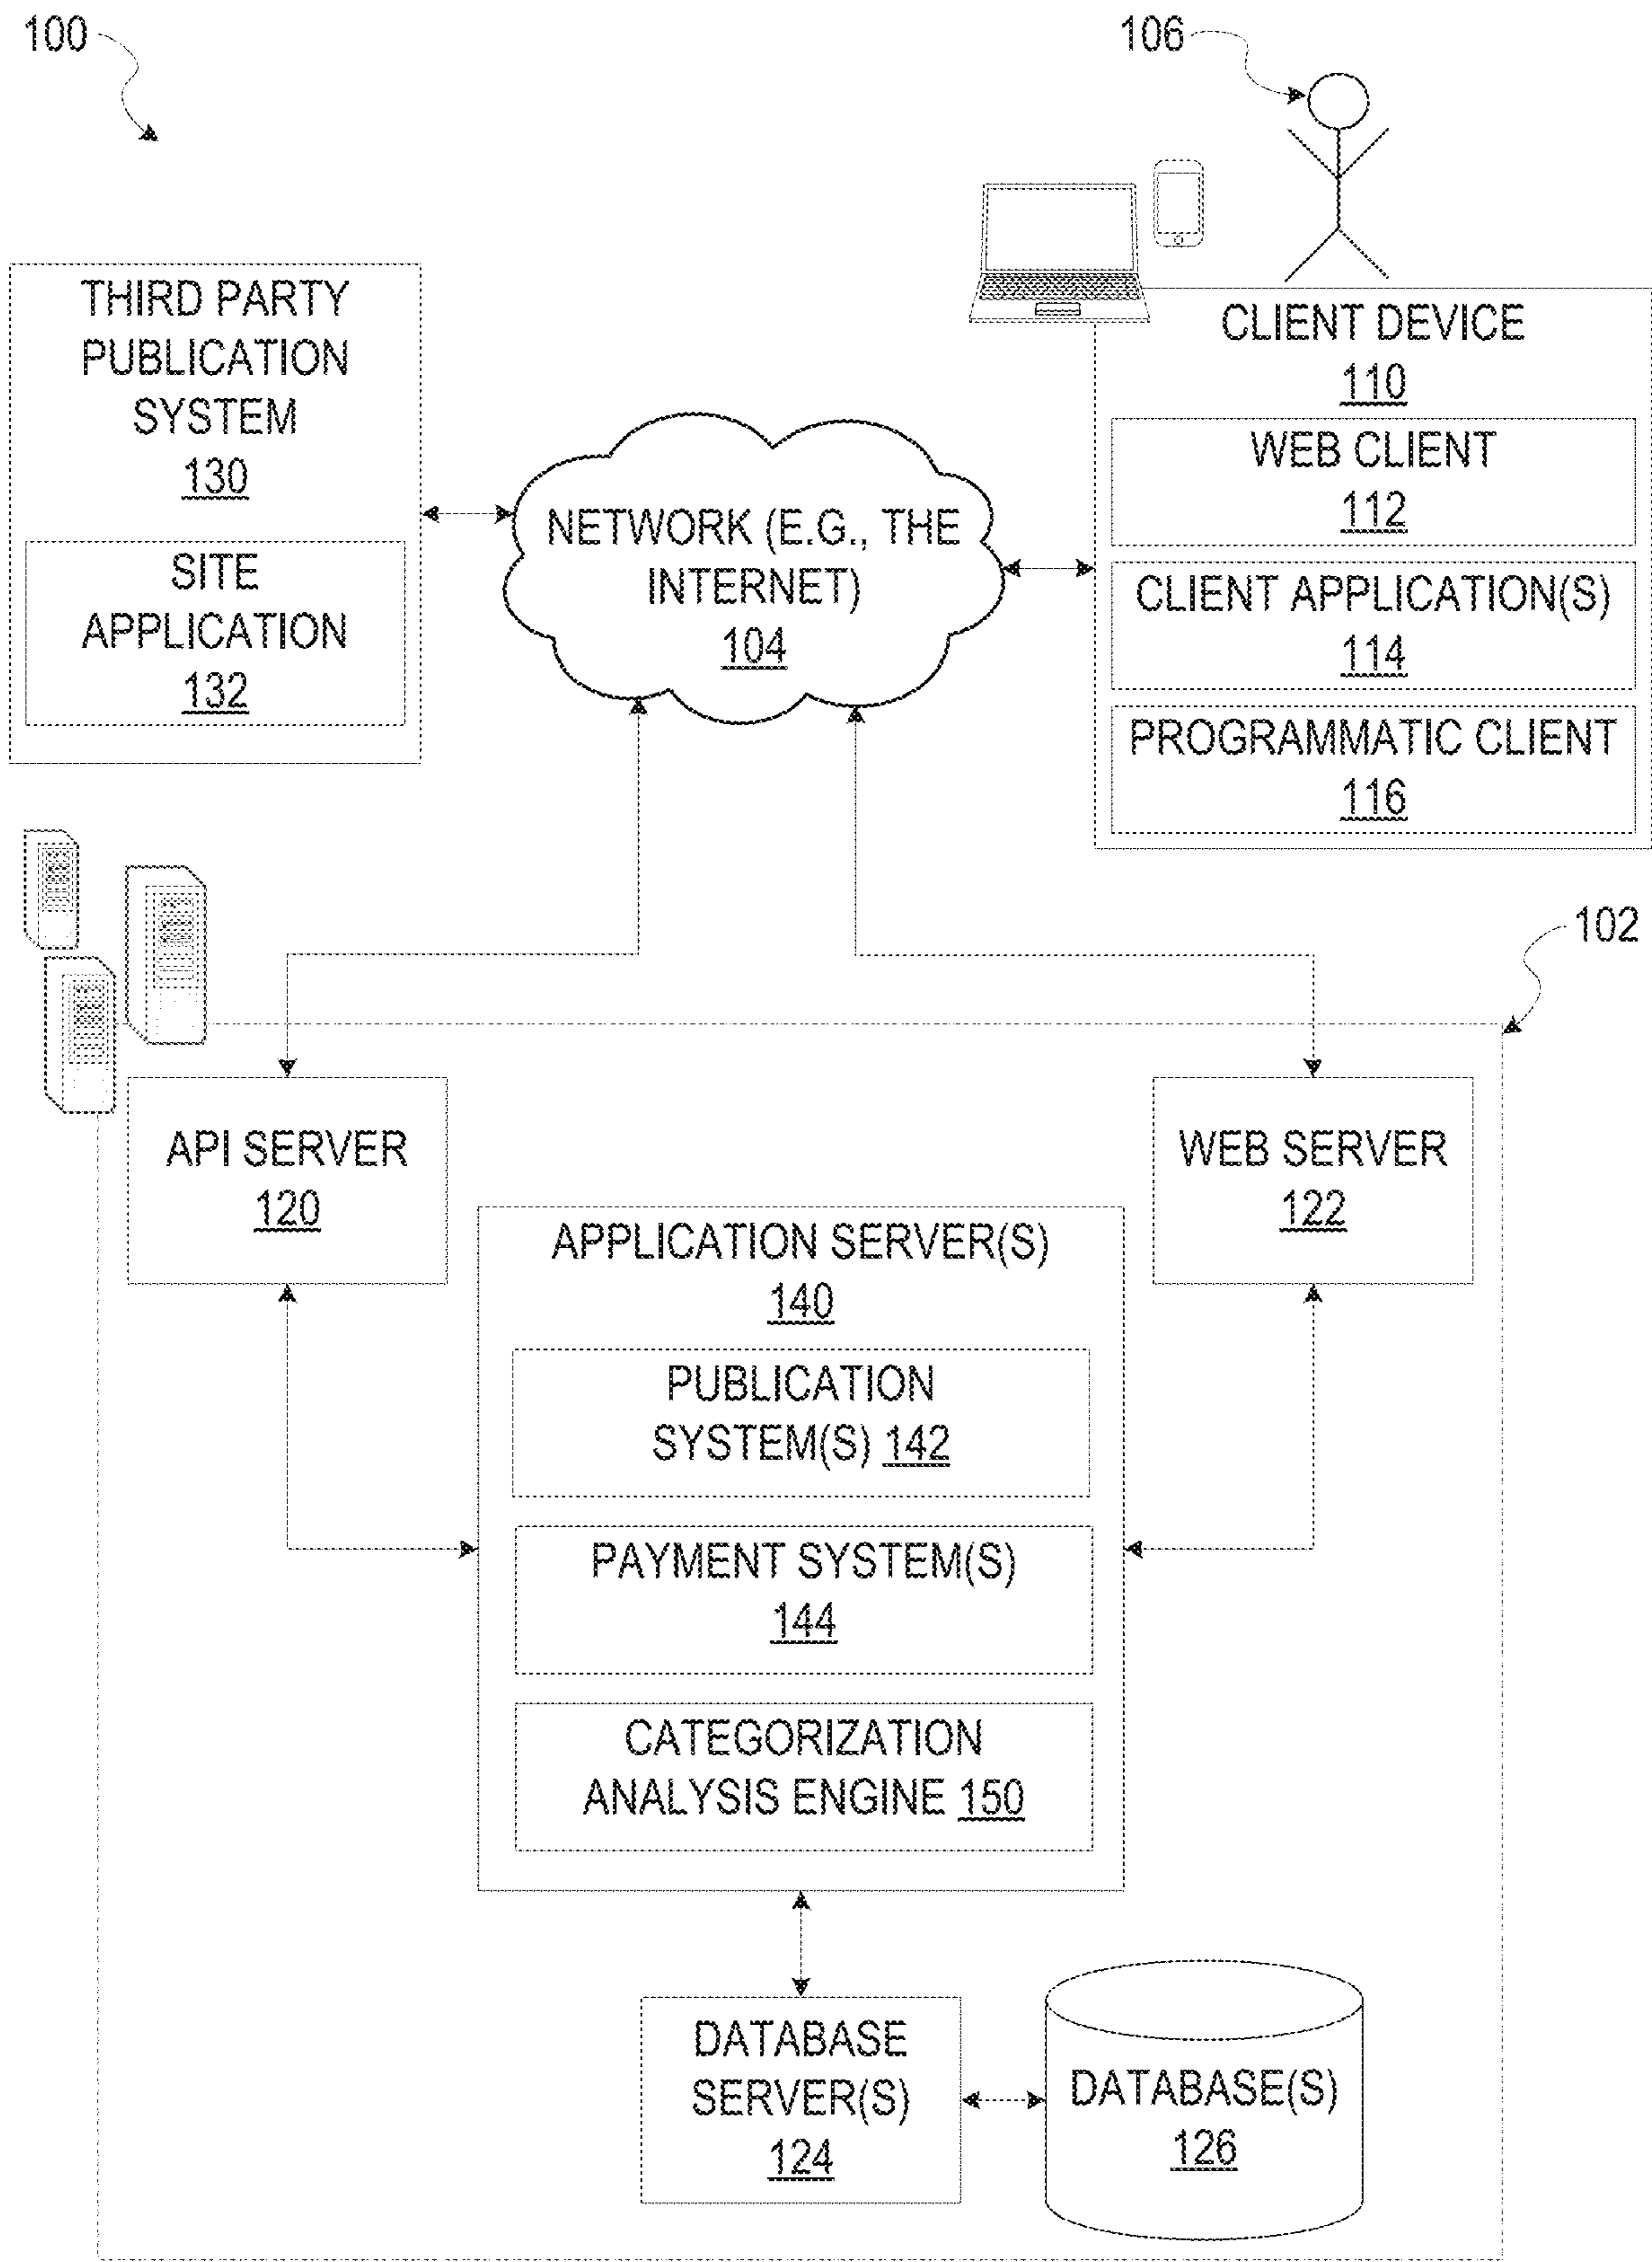 100
106
THIRD PARTY
PUBLICATION
SYSTEM
130
SITE
APPLICATION
132
NETWORK (E.G., THE
INTERNET)
104
CLIENT DEVICE
110
WEB CLIENT
112
CLIENT APPLICATION(S)
114
PROGRAMMATIC CLIENT
116
102
API SERVER
120
WEB SERVER
122
APPLICATION SERVER(S)
140
PUBLICATION
SYSTEM(S) 142
PAYMENT SYSTEM(S)
144
CATEGORIZATION
ANALYSIS ENGINE 150
DATABASE
SERVER(S)
124
DATABASE(S)
126